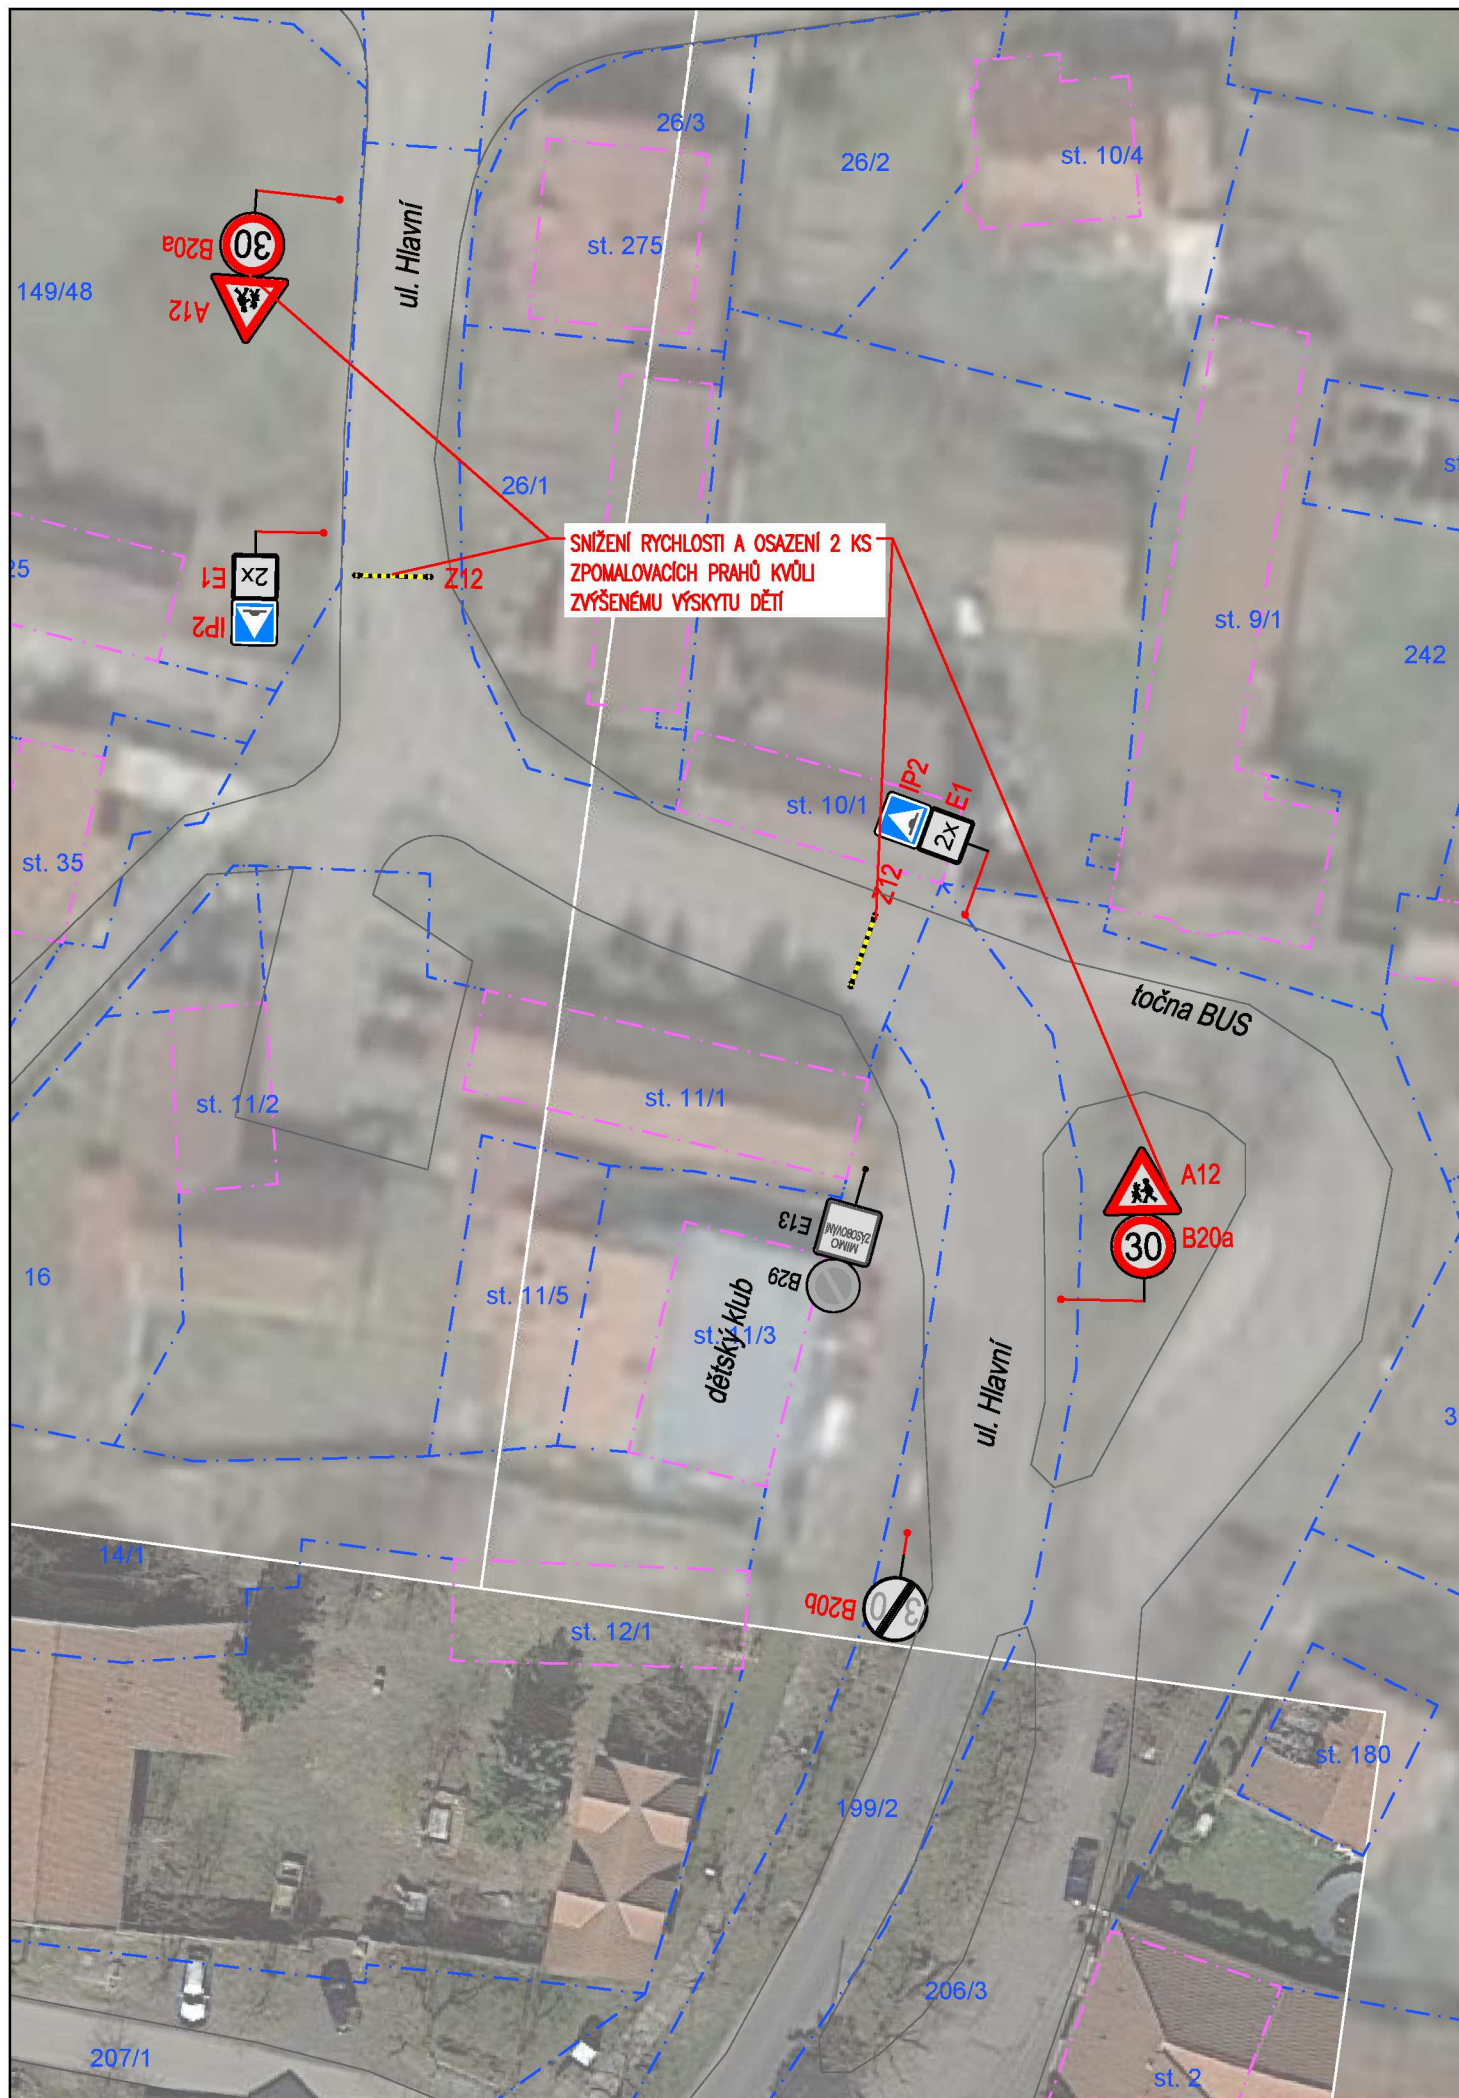 26/3
26/2
st. 10/4
ul. Hlavní
st. 275
B20a
30
149/48
A12
26/1
SNÍŽENÍ RYCHLOSTI A OSAZENÍ 2 KS
ZPOMALOVACÍCH PRAHŮ KVŮLI
ZVÝŠENÉMU VÝSKYTU DĚTÍ
E1
2x
Z12
25
IP2
st. 9/1
242
IP2
E1
2x
st. 10/1
st. 35
Z12
točna BUS
st. 11/2
st. 11/1
A12
E13
MIMO
ZÁSOBOVÁNÍ
B20a
30
B29
16
st. 11/5
st. 11/3
dětský klub
ul. Hlavní
3
14/1
B20b
30
st. 12/1
st. 180
199/2
206/3
207/1
st. 2